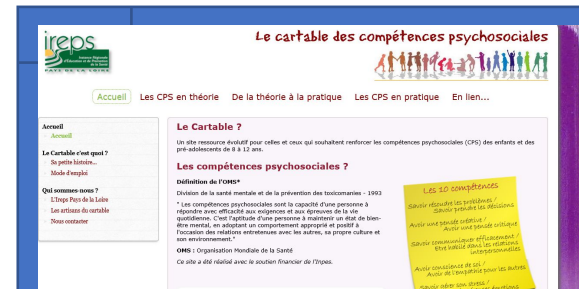 ireps
Instance Régionale
d'Education et de Promotion
de la Santé
PAYS DE LA LOIRE
Le cartable des compétences psychosociales
Accueil Les CPS en théorie De la théorie à la pratique Les CPS en pratique En lien...
Accueil
Accueil
Le Cartable c'est quoi ?
Sa petite histoire...
Mode d'emploi
Qui sommes-nous ?
L'Ireps Pays de la Loire
Les artisans du cartable
Nous contacter
Le Cartable ?
Un site ressource évolutif pour celles et ceux qui souhaitent renforcer les compétences psychosociales (CPS) des enfants et des
pré-adolescents de 8 à 12 ans.
Les compétences psychosociales ?
Définition de l'OMS*
Division de la santé mentale et de la prévention des toxicomanies - 1993
" Les compétences psychosociales sont la capacité d'une personne à
répondre avec efficacité aux exigences et aux épreuves de la vie
quotidienne. C'est l'aptitude d'une personne à maintenir un état de bien-
être mental, en adoptant un comportement approprié et positif à
l'occasion des relations entretenues avec les autres, sa propre culture et
son environnement."
OMS : Organisation Mondiale de la Santé
Ce site a été réalisé avec le soutien financier de l'Inpes.
Les 10 compétences
Savoir résoudre les problèmes /
Savoir prendre les décisions
Avoir une pensée créative /
Avoir une pensée critique
Savoir communiquer efficacement /
Etre habile dans les relations
interpersonnelles
Avoir conscience de soi /
Avoir de l'empathie pour les autres
Savoir gérer son stress /
émotions